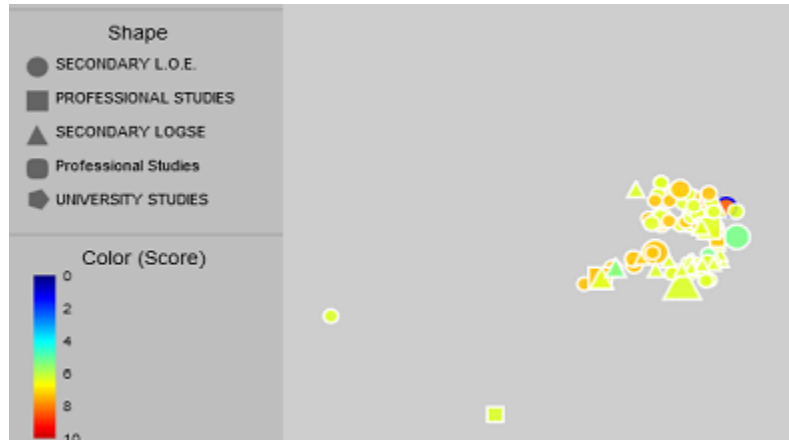 Shape
SECONDARY L.O.E.
PROFESSIONAL STUDIES
SECONDARY LOGSE
Professional Studies
UNIVERSITY STUDIES
Color (Score)
0
2
4
6
8
10